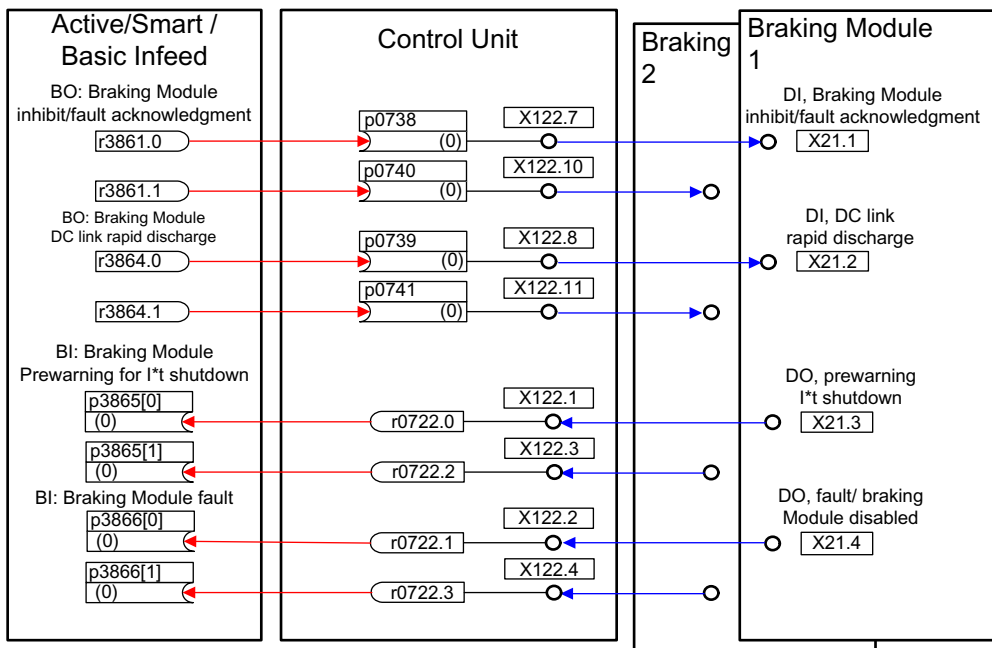 Active/Smart /
Basic Infeed
BO: Braking Module
inhibit/fault acknowledgment
r3861.0
r3861.1
BO: Braking Module
DC link rapid discharge
r3864.0
r3864.1
BI: Braking Module
Prewarning for I*t shutdown
p3865[0]
(0)
p3865[1]
(0)
BI: Braking Module fault
p3866[0]
(0)
p3866[1]
(0)
Control Unit
p0738
(0)
X122.7
p0740
(0)
X122.10
p0739
(0)
X122.8
p0741
(0)
X122.11
X122.1
r0722.0
X122.3
r0722.2
X122.2
r0722.1
X122.4
r0722.3
Braking
2
Braking Module
1
DI, Braking Module
inhibit/fault acknowledgment
X21.1
DI, DC link
rapid discharge
X21.2
DO, prewarning
I*t shutdown
X21.3
DO, fault/ braking
Module disabled
X21.4